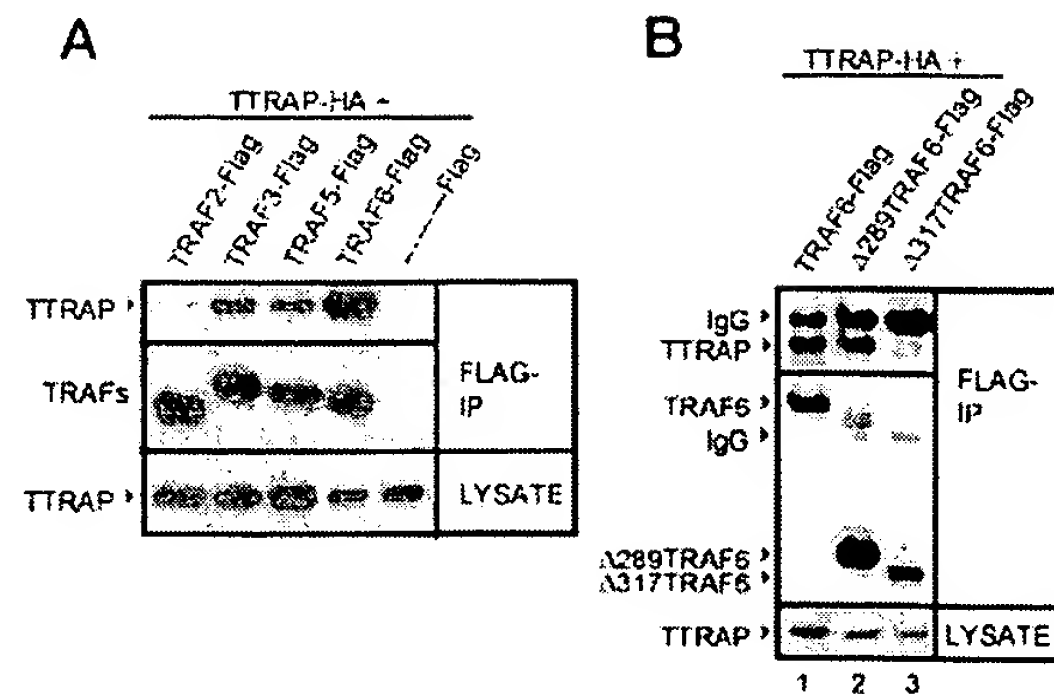 A
TTRAP-HA +
TRAF2-Flag
TRAF3-Flag
TRAF5-Flag
TRAF6-Flag
-------Flag
TTRAP
TRAFs
TTRAP
FLAG-
IP
LYSATE
B
TTRAP-HA +
TRAF6-Flag
Δ289TRAF6-Flag
Δ317TRAF6-Flag
IgG
TTRAP
TRAF6
IgG
Δ289TRAF6
Δ317TRAF6
TTRAP
FLAG-
IP
LYSATE
1 2 3